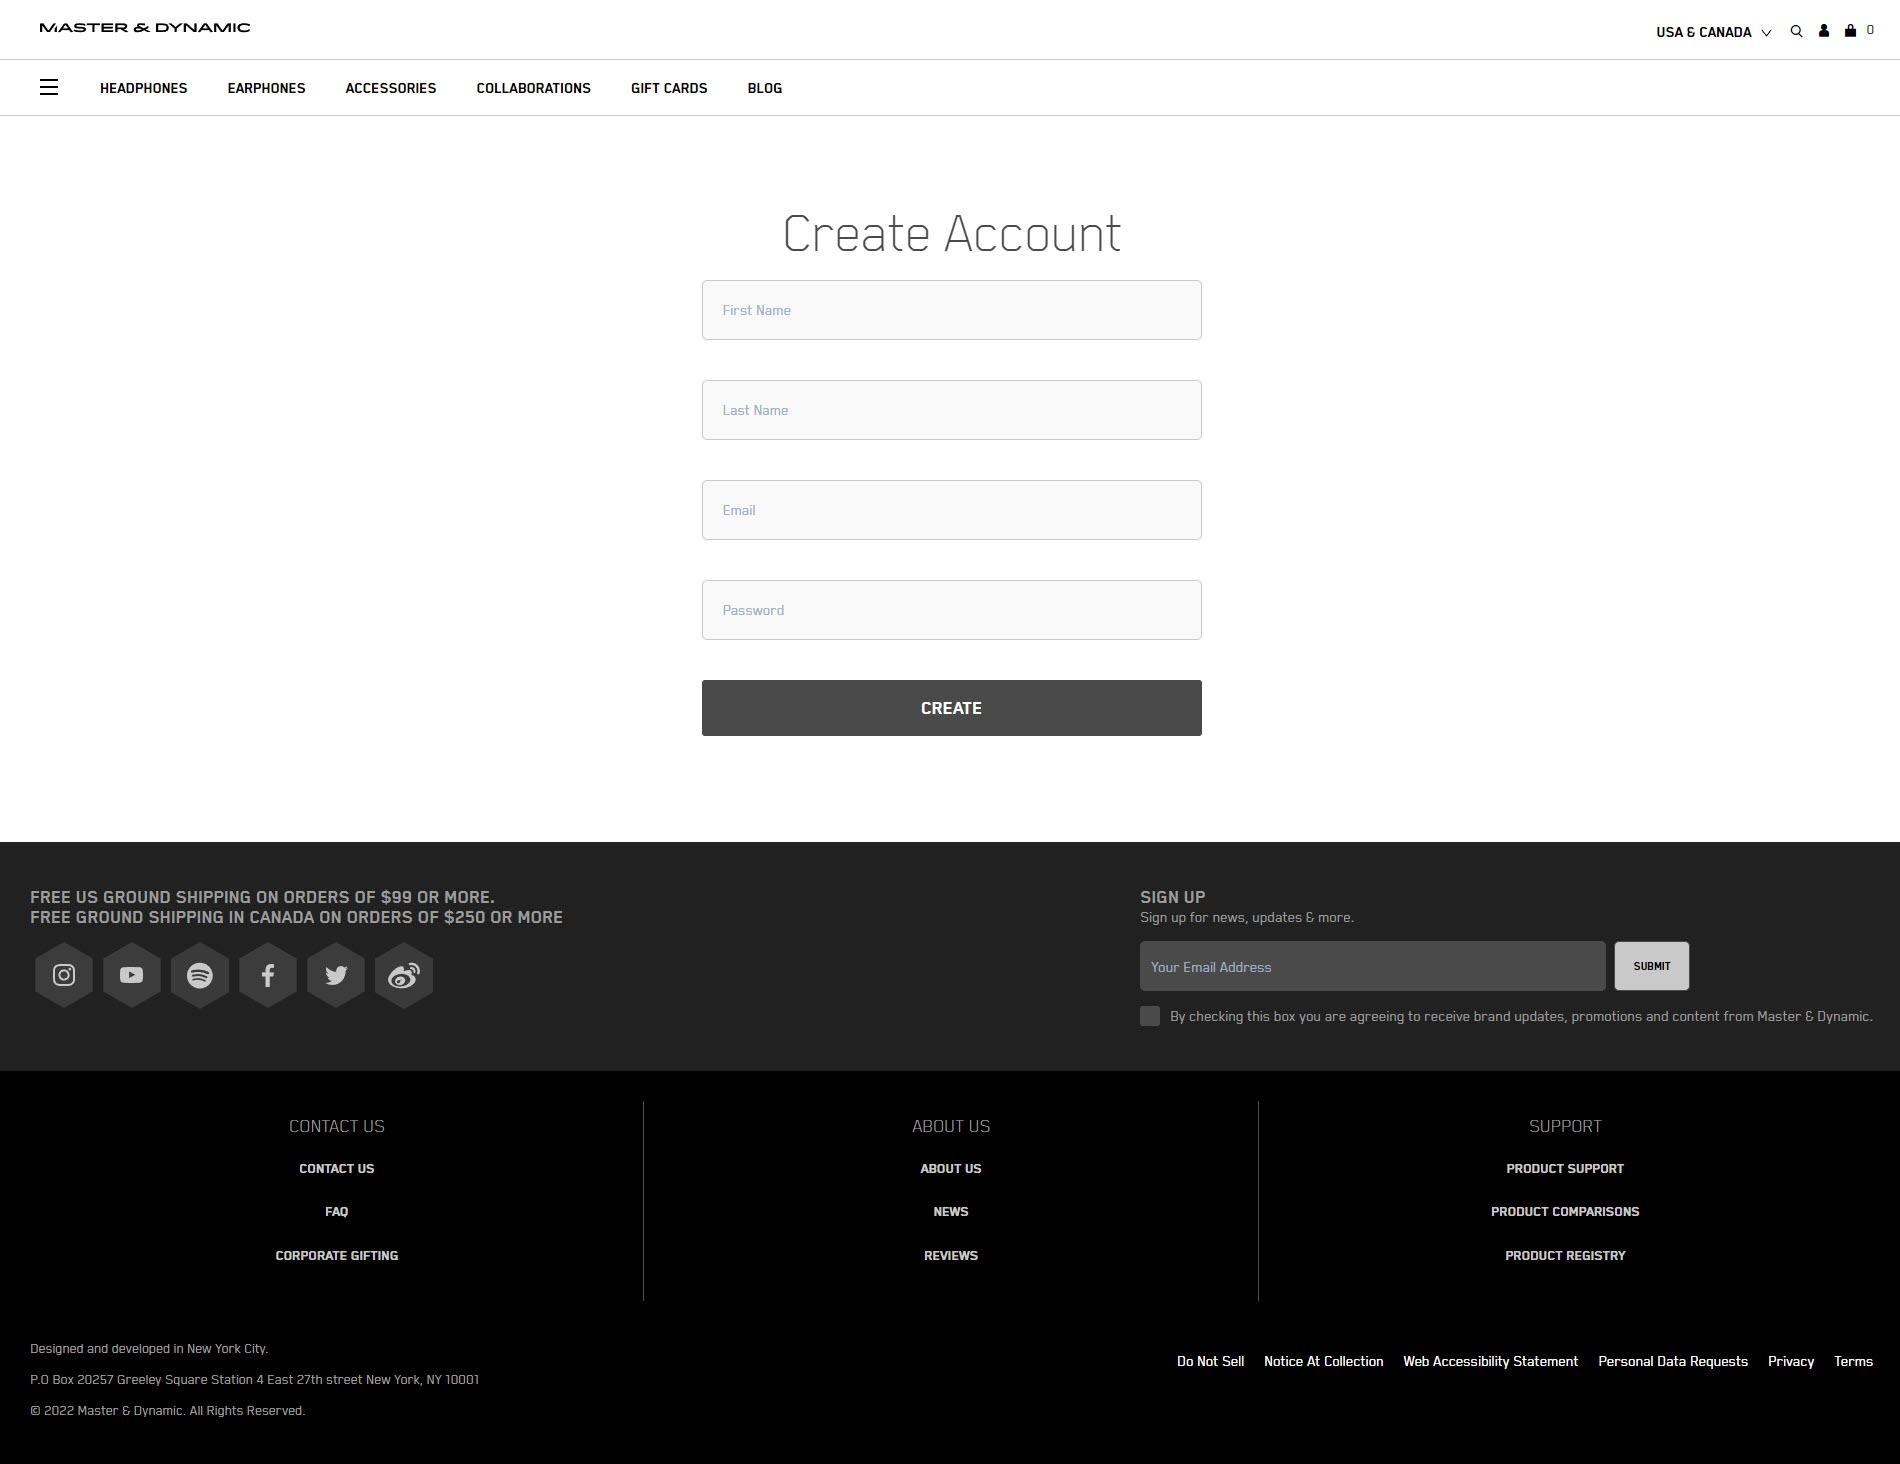 MASTER & DYNAMIC
USA & CANADA
0
HEADPHONES
EARPHONES
ACCESSORIES
COLLABORATIONS
GIFT CARDS
BLOG
Create Account
First Name
Last Name
Email
Password
CREATE
FREE US GROUND SHIPPING ON ORDERS OF $99 OR MORE.
FREE GROUND SHIPPING IN CANADA ON ORDERS OF $250 OR MORE
SIGN UP
Sign up for news, updates & more.
Your Email Address
SUBMIT
By checking this box you are agreeing to receive brand updates, promotions and content from Master & Dynamic.
CONTACT US
CONTACT US
FAQ
CORPORATE GIFTING
ABOUT US
ABOUT US
NEWS
REVIEWS
SUPPORT
PRODUCT SUPPORT
PRODUCT COMPARISONS
PRODUCT REGISTRY
Designed and developed in New York City.
P.O Box 20257 Greeley Square Station 4 East 27th street New York, NY 10001
© 2022 Master & Dynamic. All Rights Reserved.
Do Not Sell
Notice At Collection
Web Accessibility Statement
Personal Data Requests
Privacy
Terms